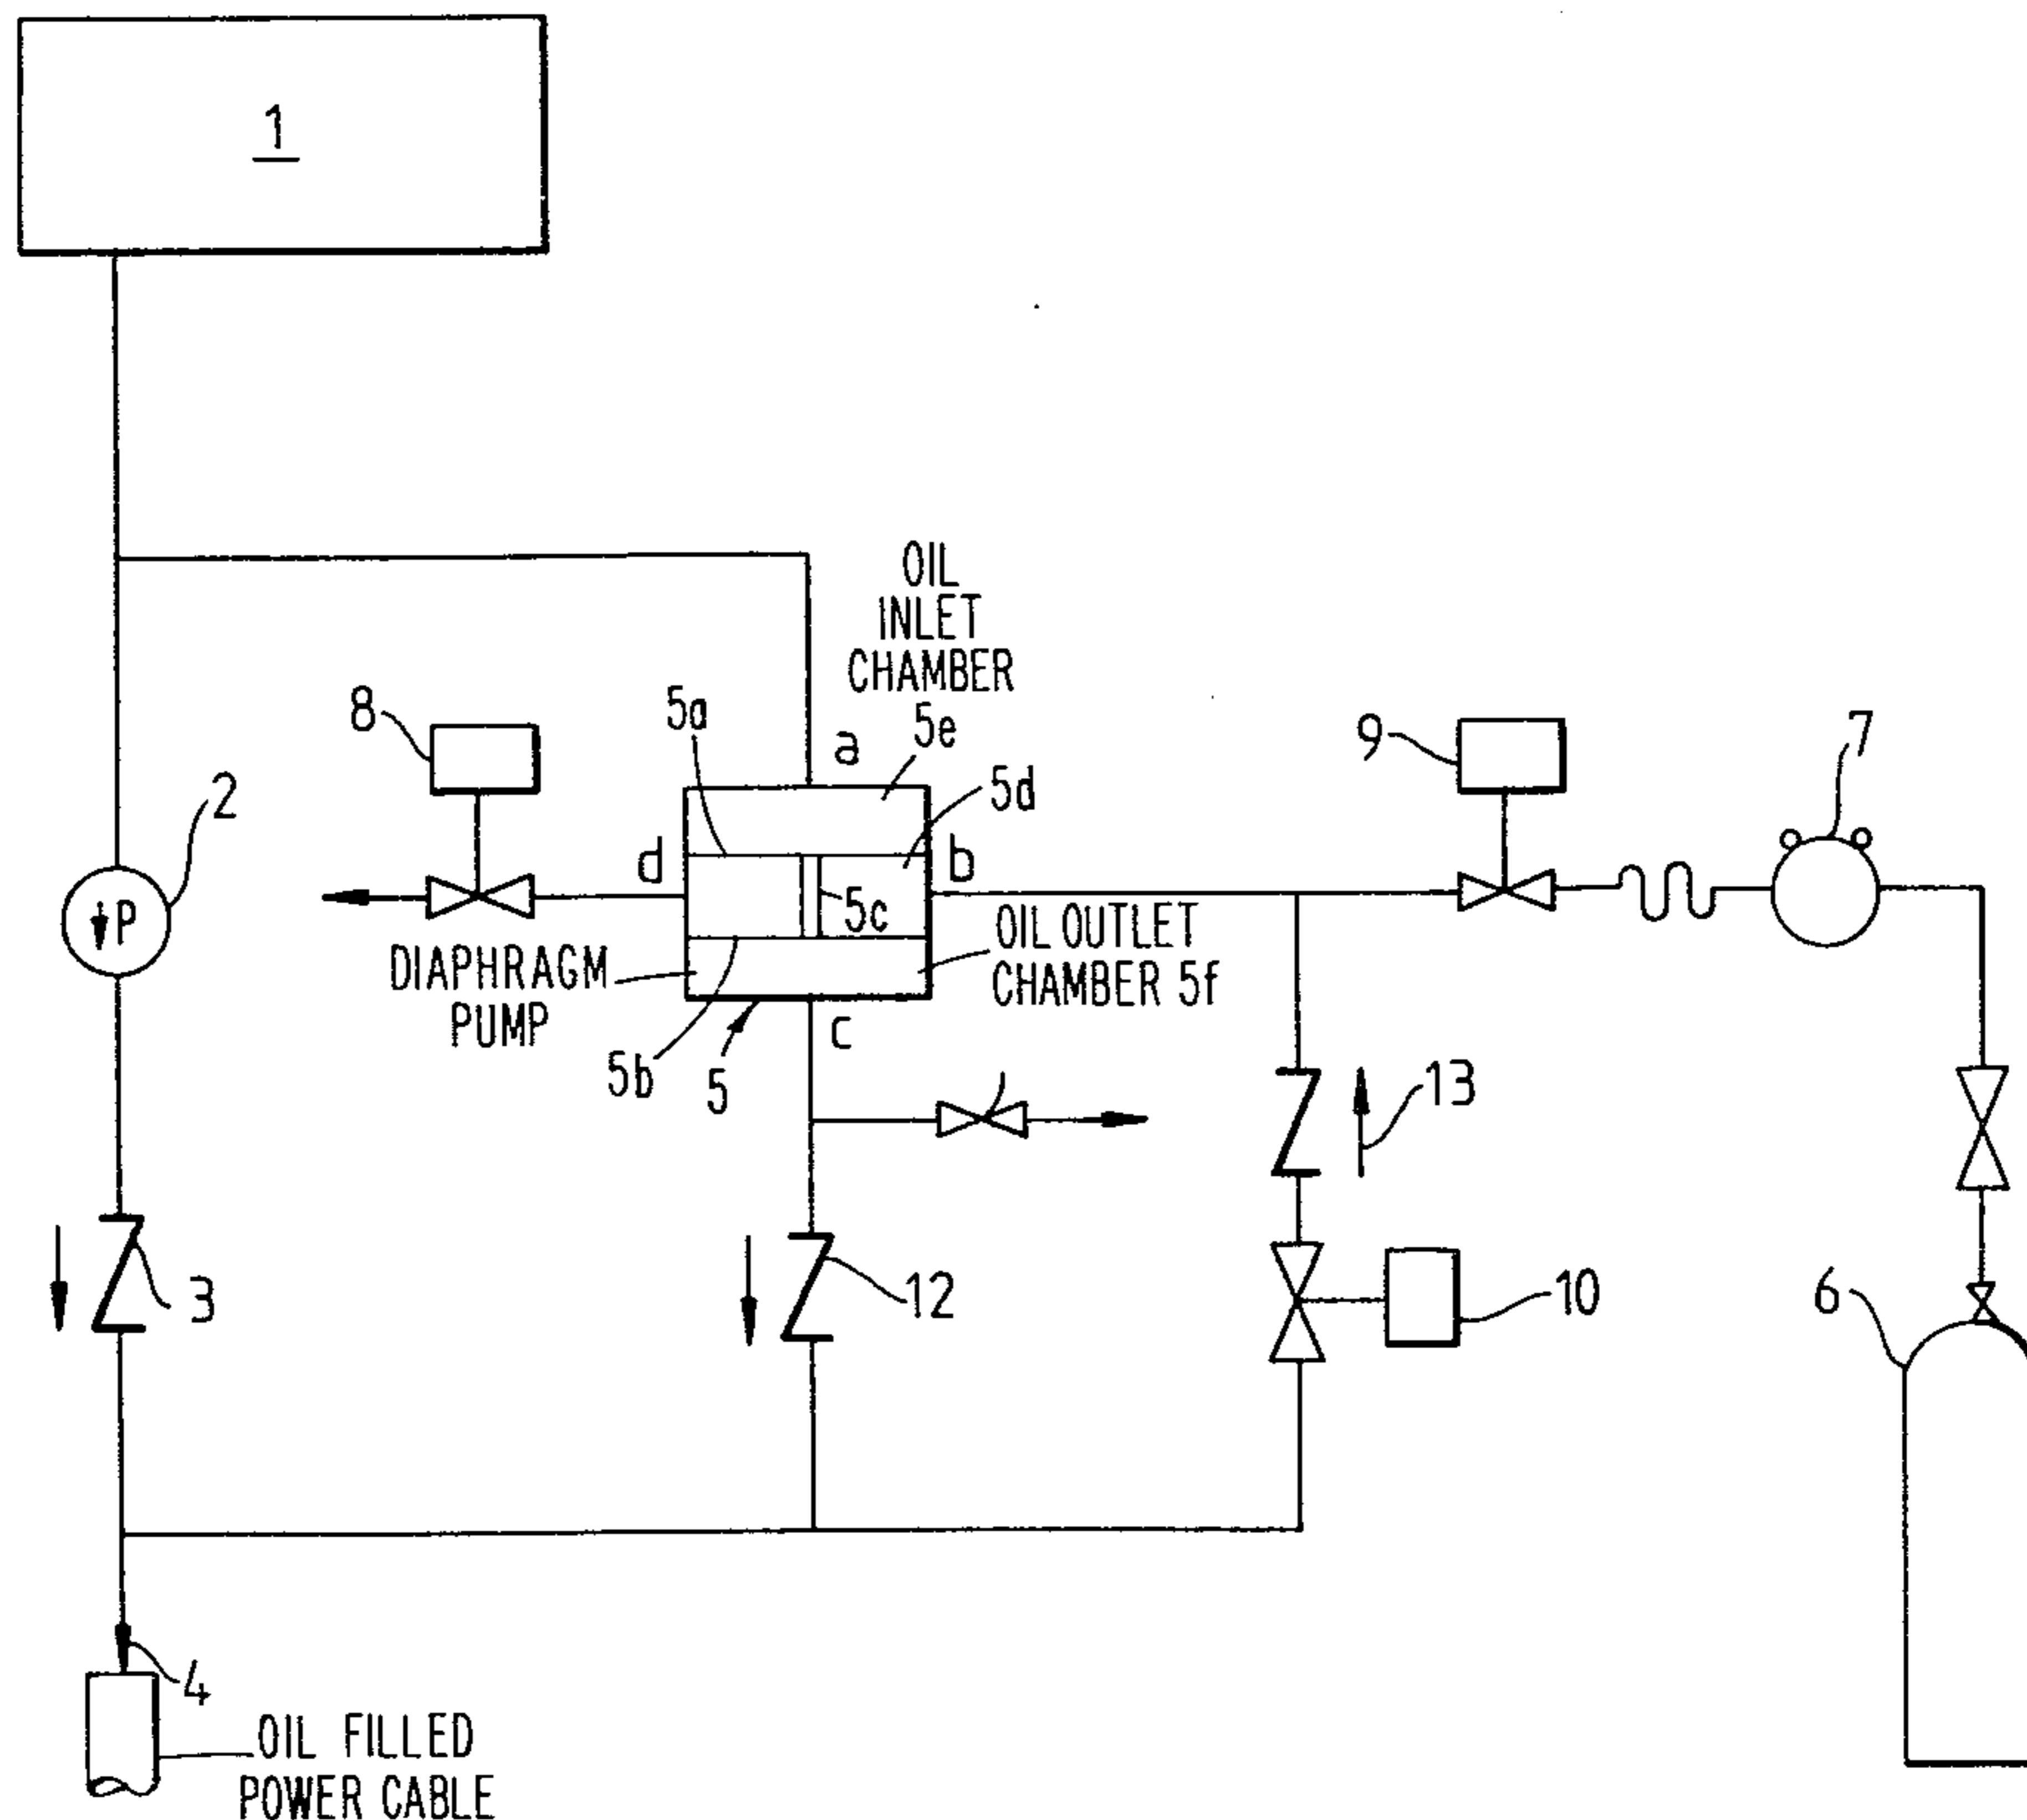 1
OIL
INLET
CHAMBER
5e
8
5a
a
9
7
5d
2
d
b
P
5c
DIAPHRAGM
PUMP
OIL OUTLET
CHAMBER 5f
c
5b
5
13
3
12
10
6
4
OIL FILLED
POWER CABLE